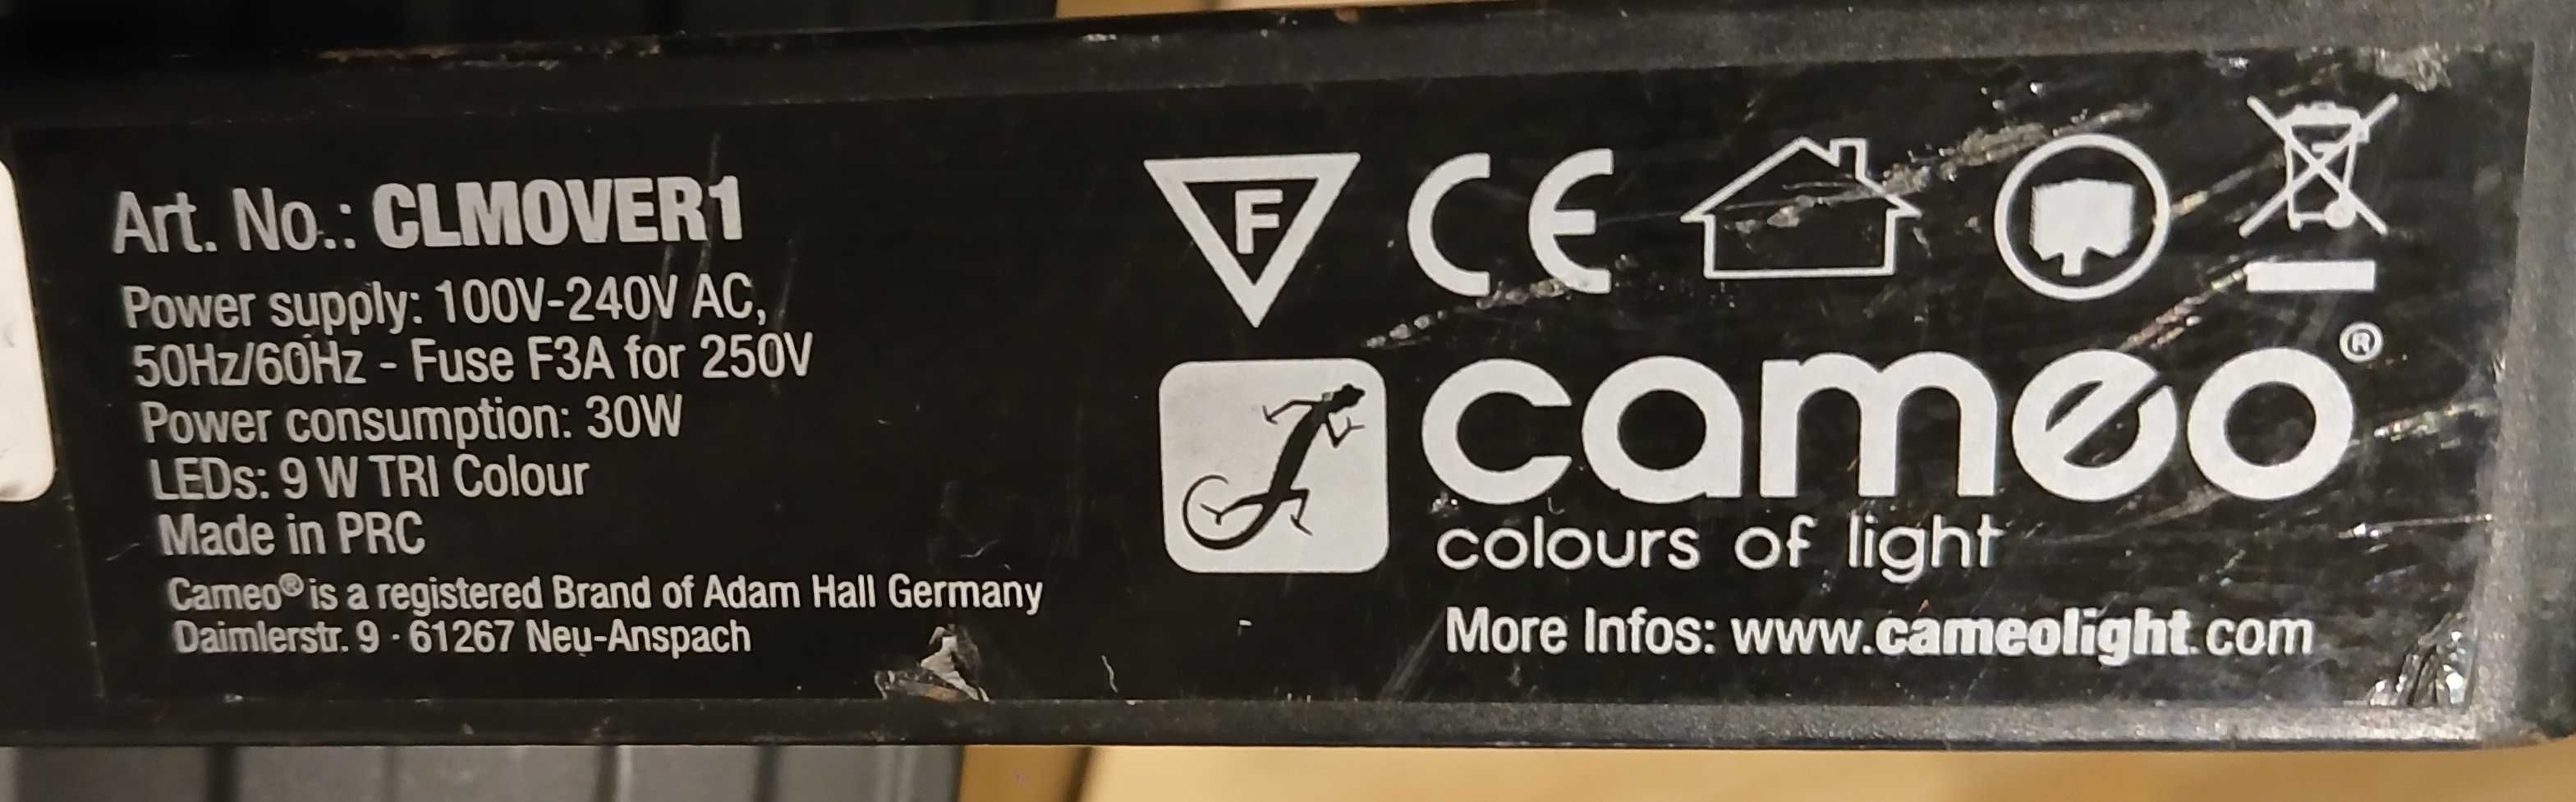 Art. No.: CLMOVER1
Power supply: 100V-240V AC,
50Hz/60Hz - Fuse F3A for 250V
Power consumption: 30W
LEDs: 9 W TRI Colour
Made in PRC
Cameo® is a registered Brand of Adam Hall Germany
Daimlerstr. 9 · 61267 Neu-Anspach
F
CE
cameo®
colours of light
More Infos: www.cameolight.com